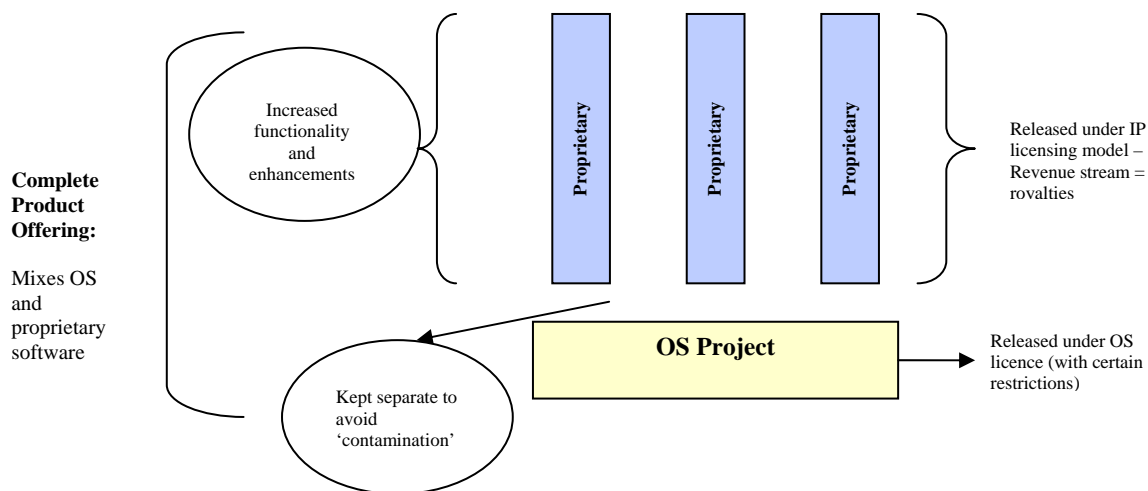 Complete
Product
Offering:
Mixes OS
and
proprietary
software
Increased
functionality
and
enhancements
Proprietary
Proprietary
Proprietary
Released under IP
licensing model –
Revenue stream =
rovalties
OS Project
Released under OS
licence (with certain
restrictions)
Kept separate to
avoid
‘contamination’